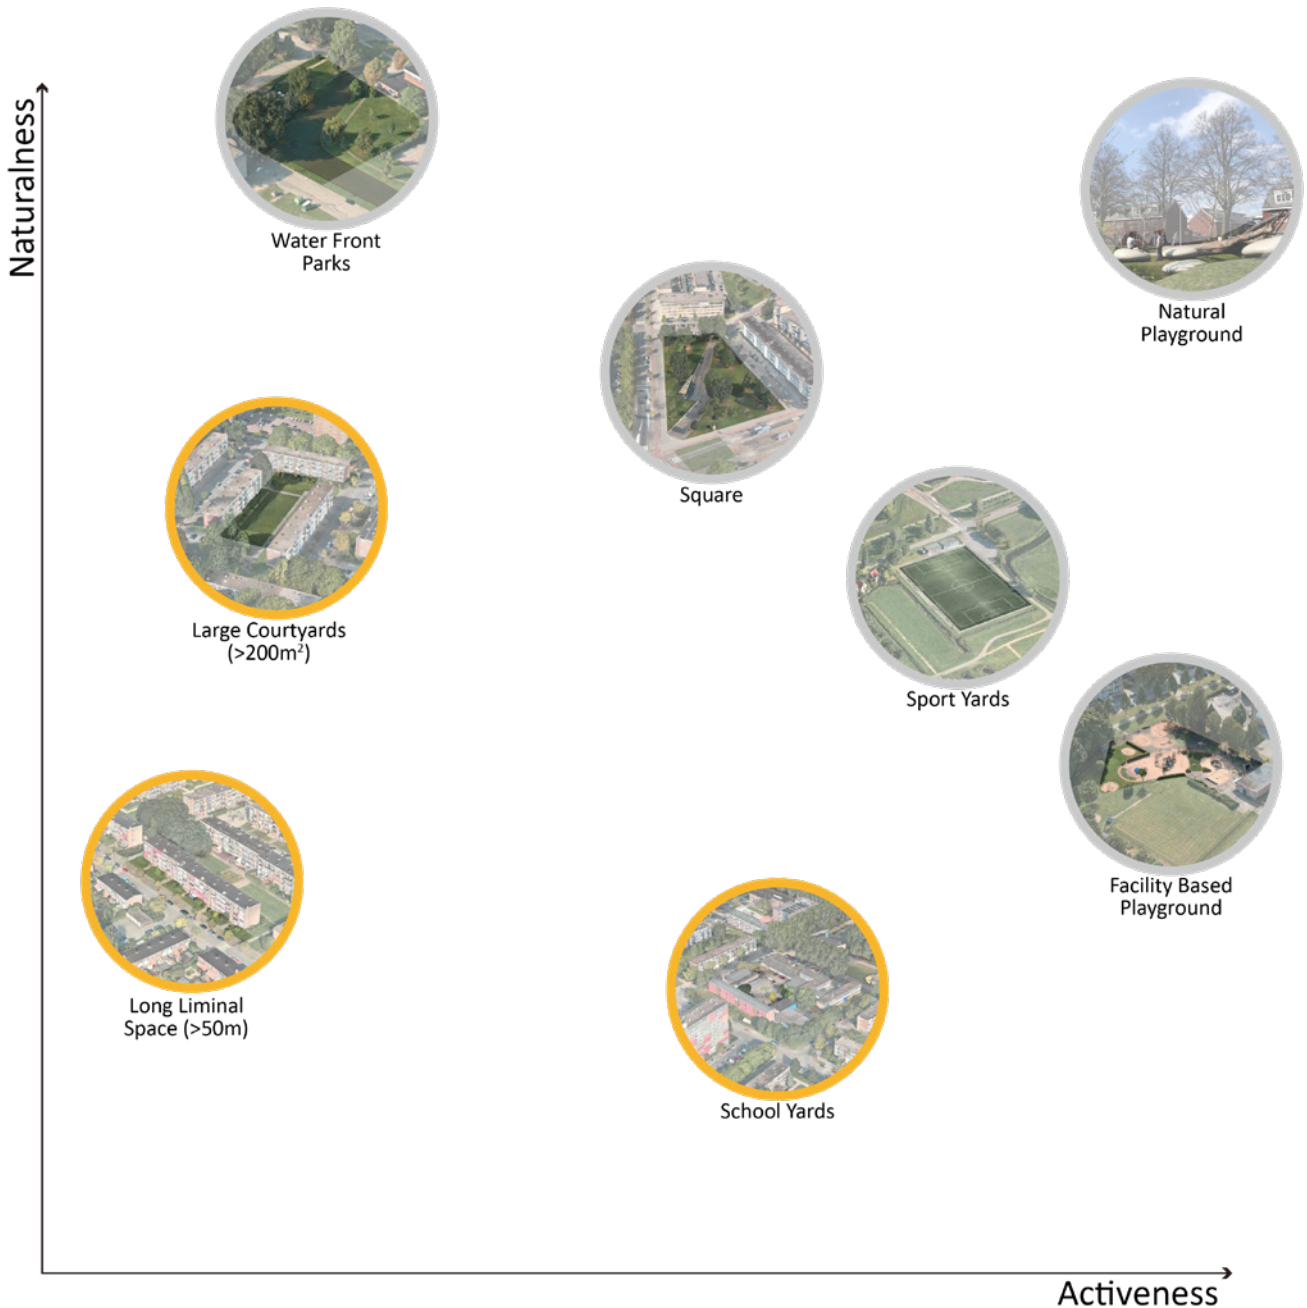 Naturalness
Water Front
Parks
Natural
Playground
Square
Large Courtyards
(>200m²)
Sport Yards
Facility Based
Playground
Long Liminal
Space (>50m)
School Yards
Activeness